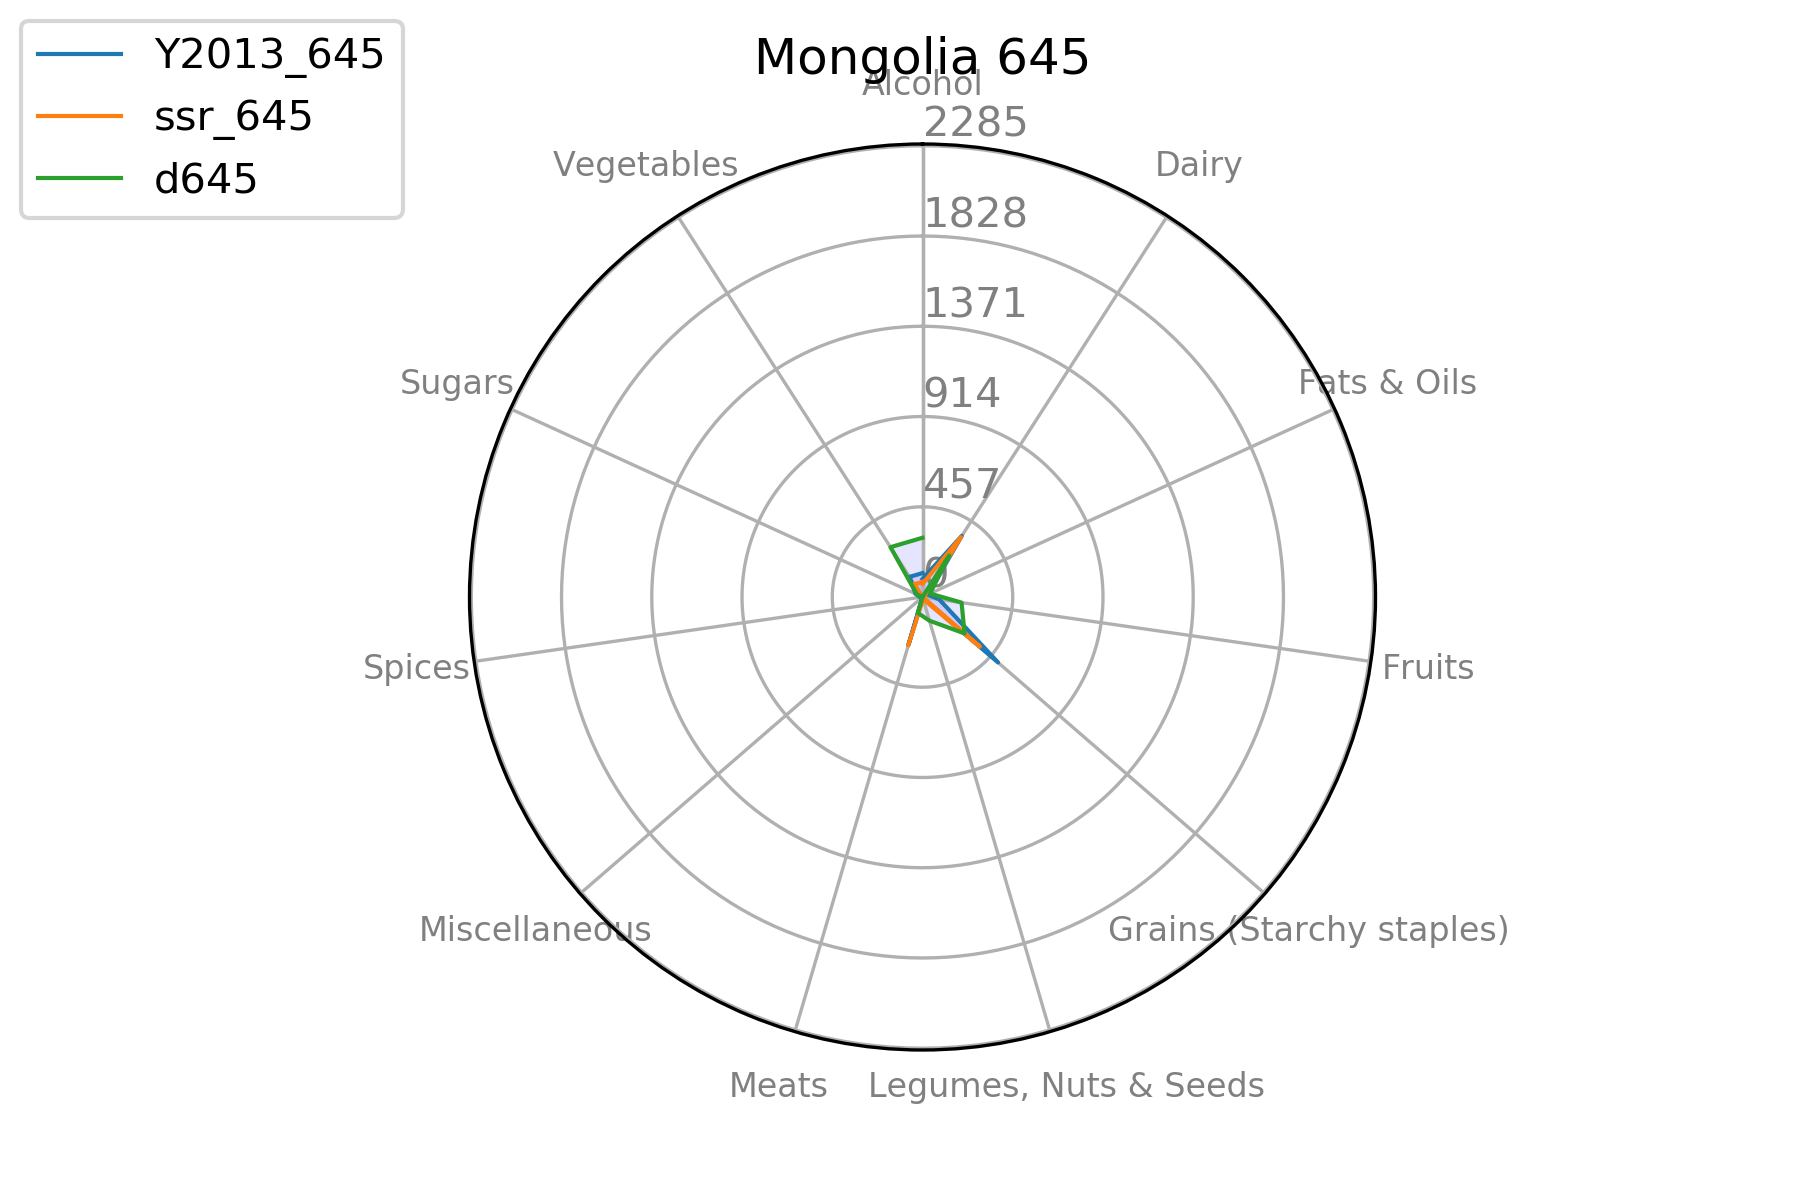 Y2013_645
ssr_645
d645
Mongolia 645
Alcohol
2285
1828
1371
914
457
0
Vegetables
Dairy
Sugars
Fats & Oils
Spices
Fruits
Miscellaneous
Grains (Starchy staples)
Meats
Legumes, Nuts & Seeds